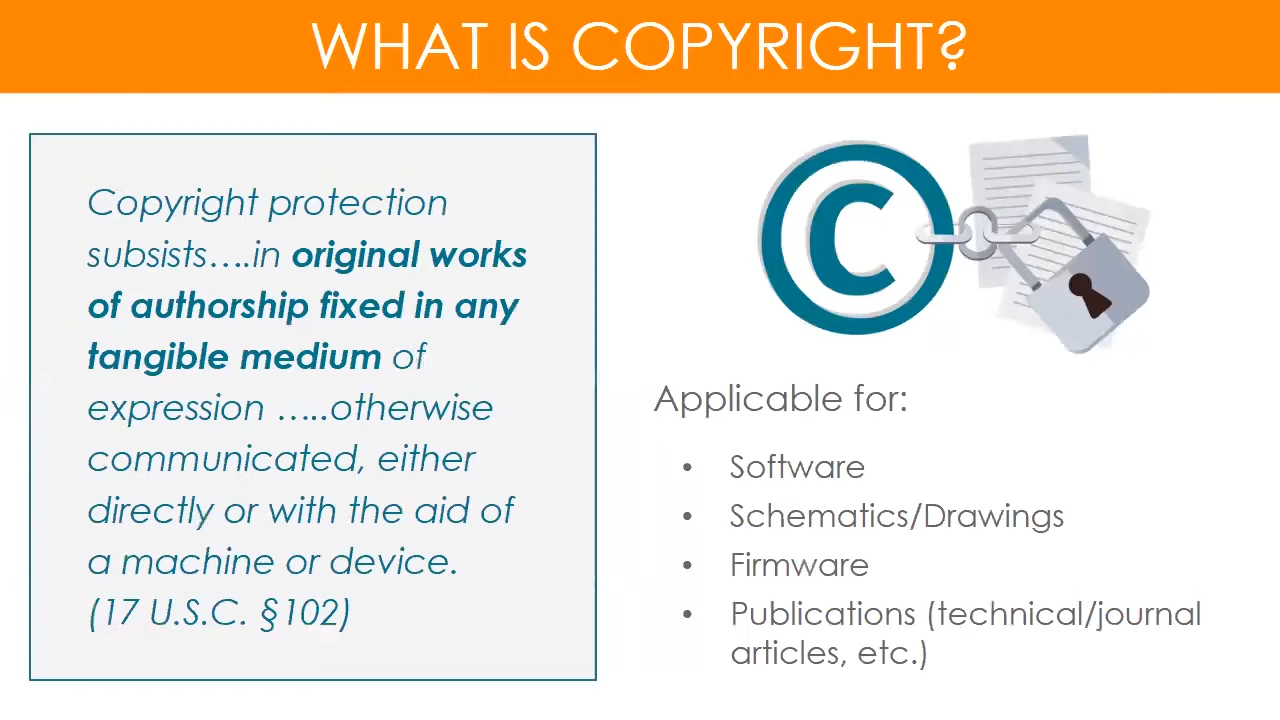 WHAT IS COPYRIGHT?
Copyright protection
subsists….in original works
of authorship fixed in any
tangible medium of
expression …..otherwise
communicated, either
directly or with the aid of
a machine or device.
(17 U.S.C. §102)
C
Applicable for:
• Software
• Schematics/Drawings
• Firmware
• Publications (technical/journal
articles, etc.)